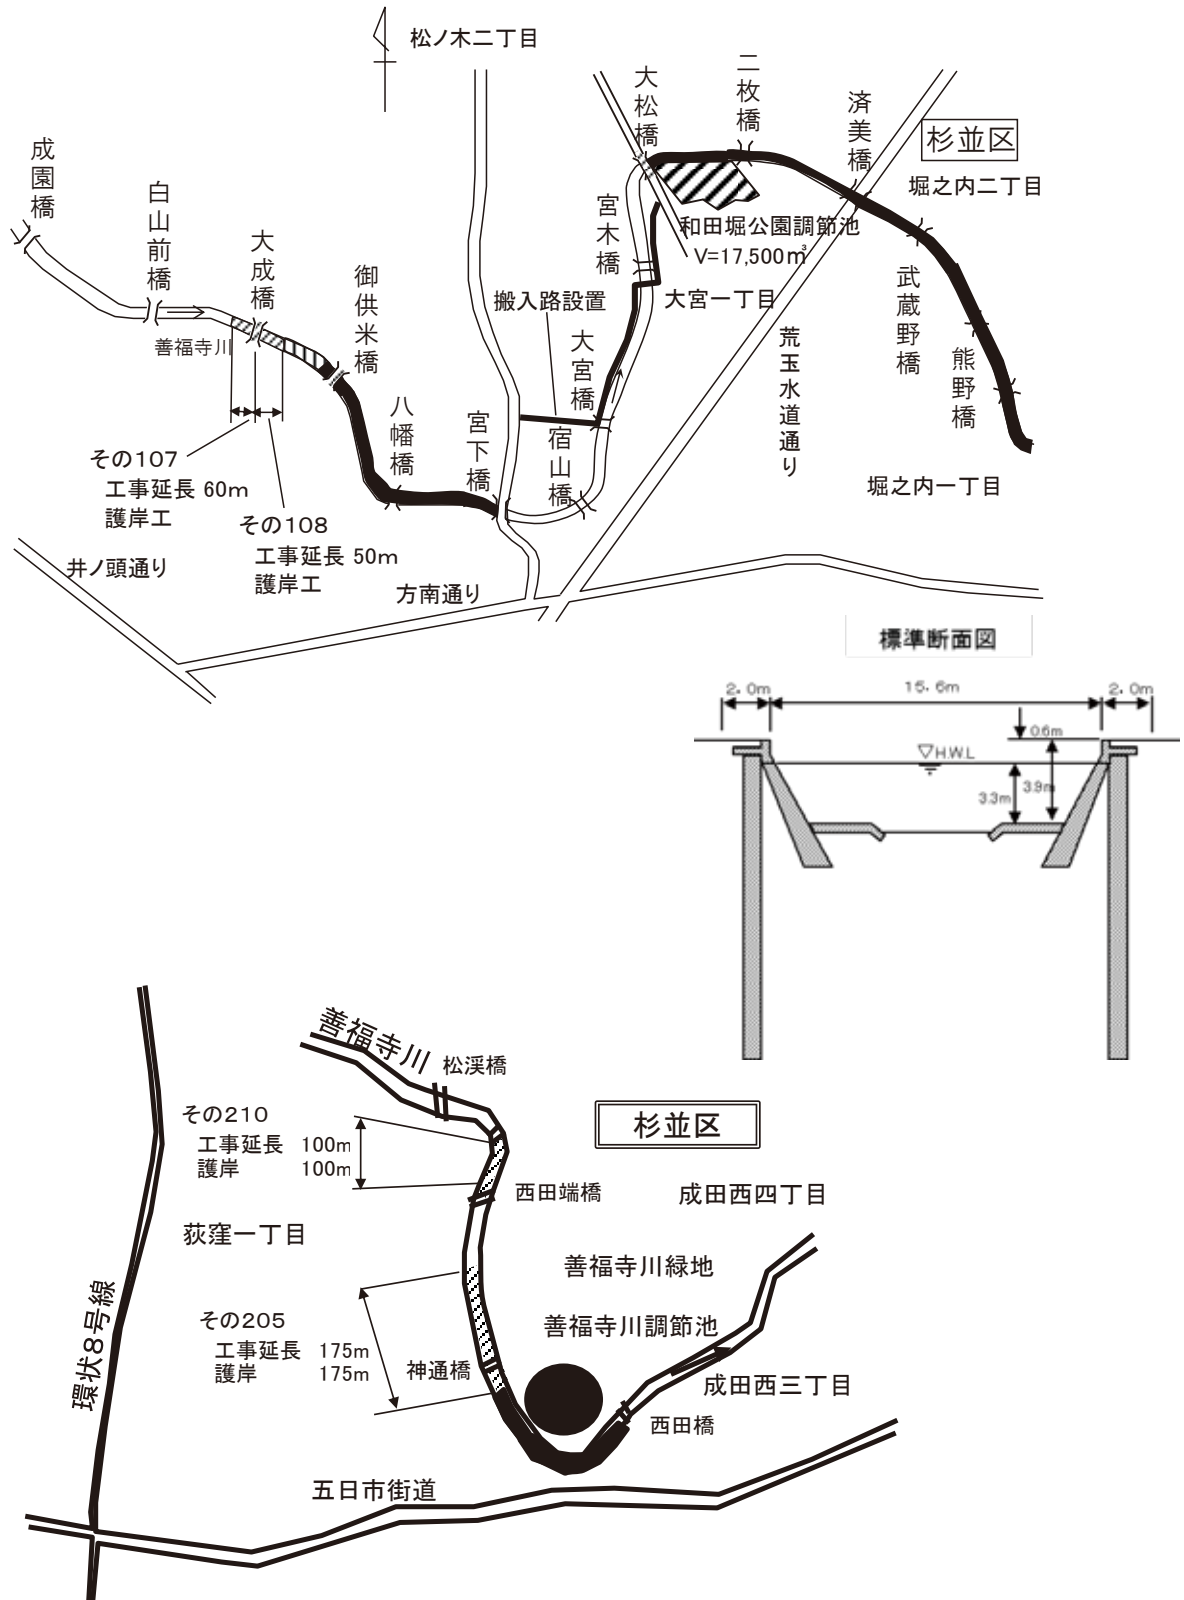 松ノ木二丁目
大松橋
二枚橋
済美橋
杉並区
堀之内二丁目
成園橋
白山前橋
大成橋
御供米橋
宮木橋
和田堀公園調節池
V=17,500㎥
搬入路設置
大宮一丁目
善福寺川
大宮橋
荒玉水道通り
武蔵野橋
熊野橋
八幡橋
宮下橋
宿山橋
その107
工事延長 60m
護岸工
その108
工事延長 50m
護岸工
堀之内一丁目
井ノ頭通り
方南通り
標準断面図
2.0m
15.6m
2.0m
0.6m
▽H.W.L
3.3m
3.9m
善福寺川
松渓橋
その210
工事延長 100m
護岸 100m
杉並区
西田端橋
成田西四丁目
荻窪一丁目
善福寺川緑地
環状8号線
その205
工事延長 175m
護岸 175m
善福寺川調節池
神通橋
成田西三丁目
西田橋
五日市街道